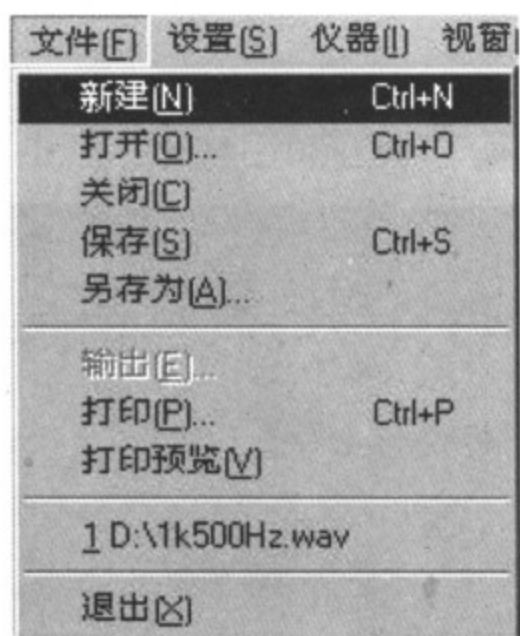 文件(F) 设置(S) 仪器(I) 视窗(
新建(N) Ctrl+N
打开(O)... Ctrl+O
关闭(C)
保存(S) Ctrl+S
另存为(A)...
输出(E)...
打印(P)... Ctrl+P
打印预览(V)
1 D:\1k500Hz.wav
退出(X)